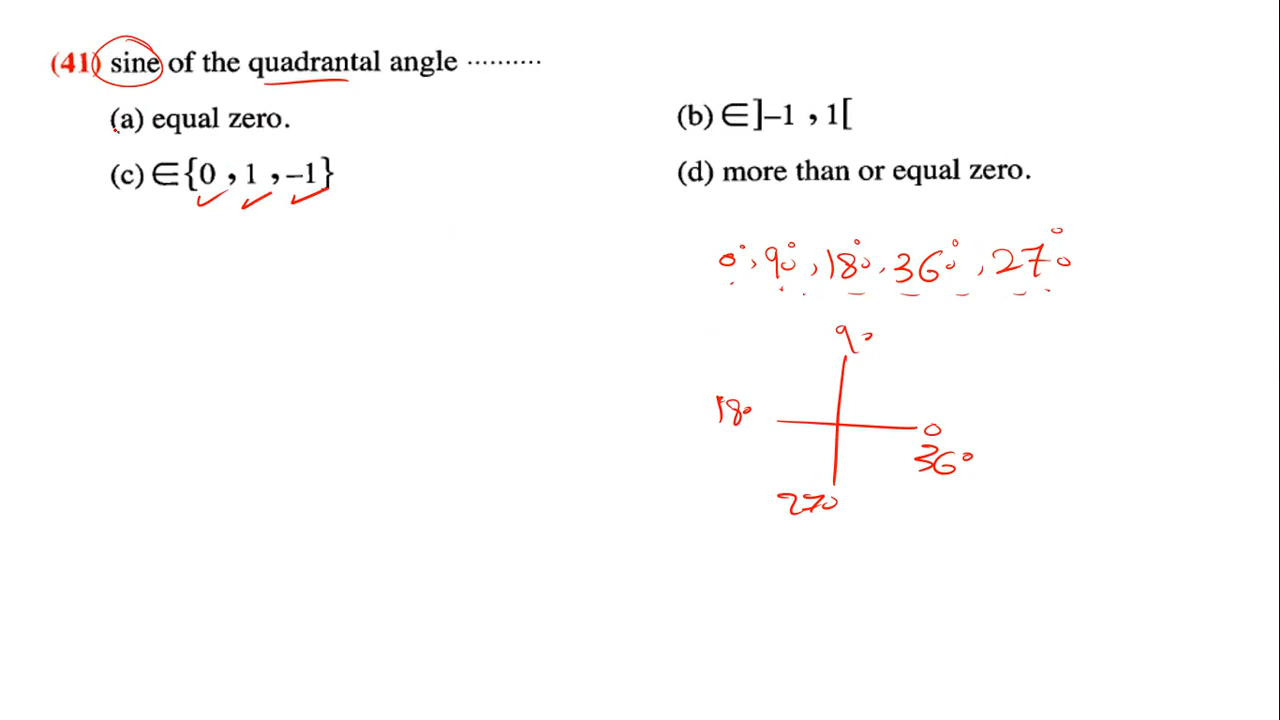 (41) sine of the quadrantal angle ··········
(a) equal zero.
(b) ∈ ]–1 , 1[
(c) ∈ {0 , 1 , –1}
(d) more than or equal zero.
0°, 90°, 180°, 360°, 270°
90
180
0
360
270